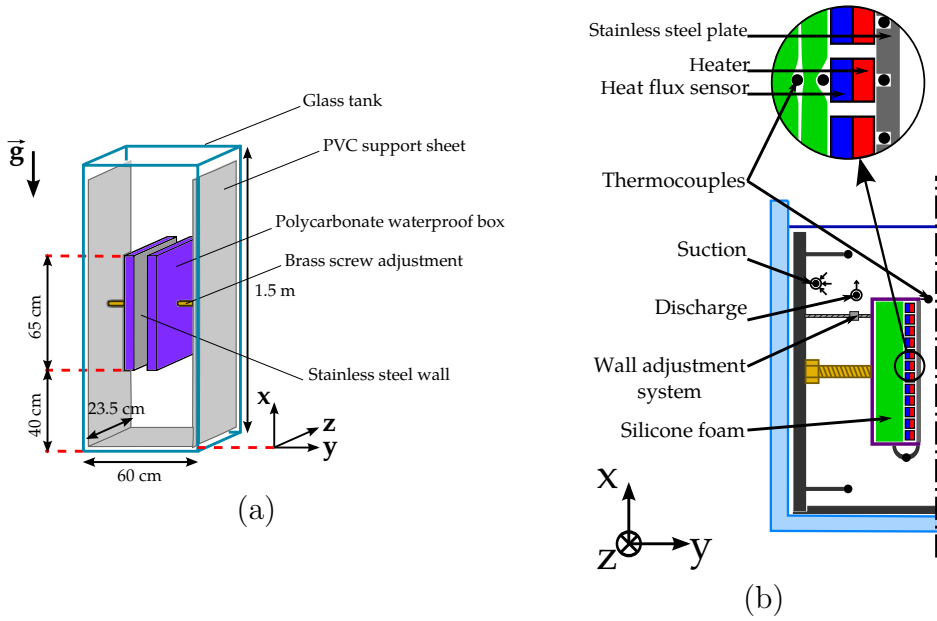 Glass tank
PVC support sheet
g
Polycarbonate waterproof box
Brass screw adjustment
1.5 m
65 cm
Stainless steel wall
40 cm
23.5 cm
x
z
y
60 cm
(a)
Stainless steel plate
Heater
Heat flux sensor
Thermocouples
Suction
Discharge
Wall adjustment
system
Silicone foam
x
z
y
(b)